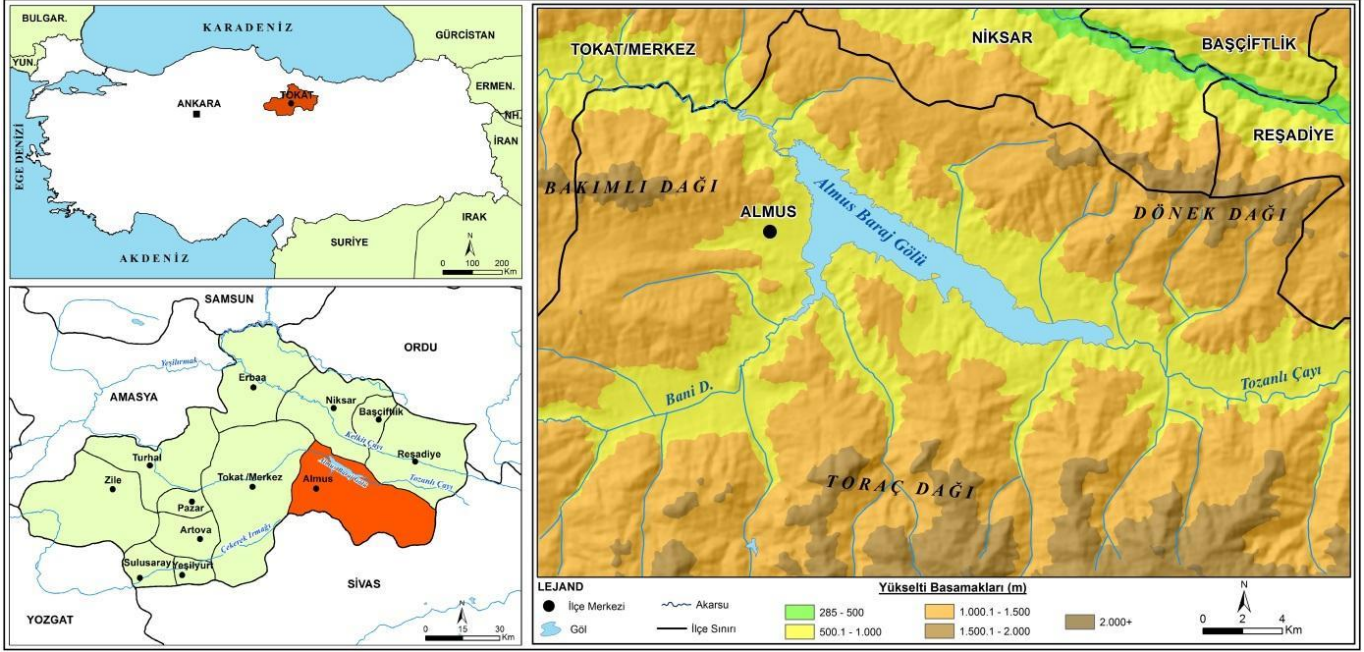 BULGAR.
KARADENİZ
GÜRCİSTAN
YUN.
ERMEN.
TOKAT
ANKARA
NH.
İRAN
EGE DENİZİ
IRAK
SURİYE
AKDENİZ
N
0 100 200
Km
SAMSUN
ORDU
Yeşilırmak
Erbaa
AMASYA
Niksar
Başçiftlik
Kelkit Çayı
Turhal
Reşadiye
Zile
Tokat /Merkez
Almus
Tozanlı Çayı
Pazar
Artova
Çekerek Irmağı
Sulusaray
Yeşilyurt
SİVAS
YOZGAT
N
0 15 30
Km
TOKAT/MERKEZ
NİKSAR
BAŞÇİFTLİK
REŞADİYE
BAKIMLI DAĞI
ALMUS
Almus Baraj Gölü
DÖNEK DAĞI
Bani D.
Tozanlı Çayı
TORAÇ DAĞI
LEJAND
İlçe Merkezi
Akarsu
Göl
İlçe Sınırı
Yükselti Basamakları (m)
285 - 500
1.000.1 - 1.500
2.000+
500.1 - 1.000
1.500.1 - 2.000
N
0 2 4
Km